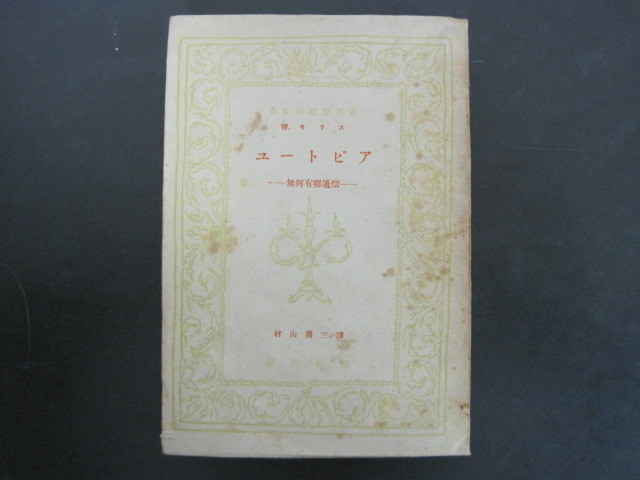 W. モリス
ユートピア
――無何有郷通信――
村山勇三譯